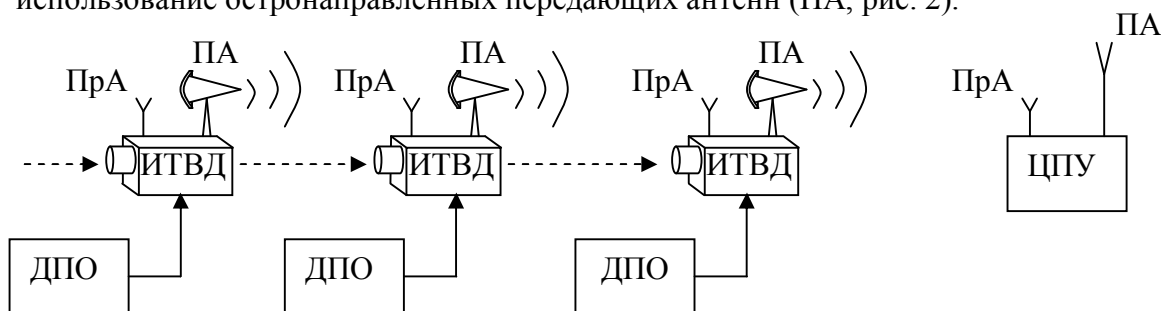 использование остронаправленных передающих антенн (ПА, рис. 2).
ПА
ПА ПА ПА
ПрА ПрА ПрА ПрА
ИТВД ИТВД ИТВД ЦПУ
ДПО ДПО ДПО